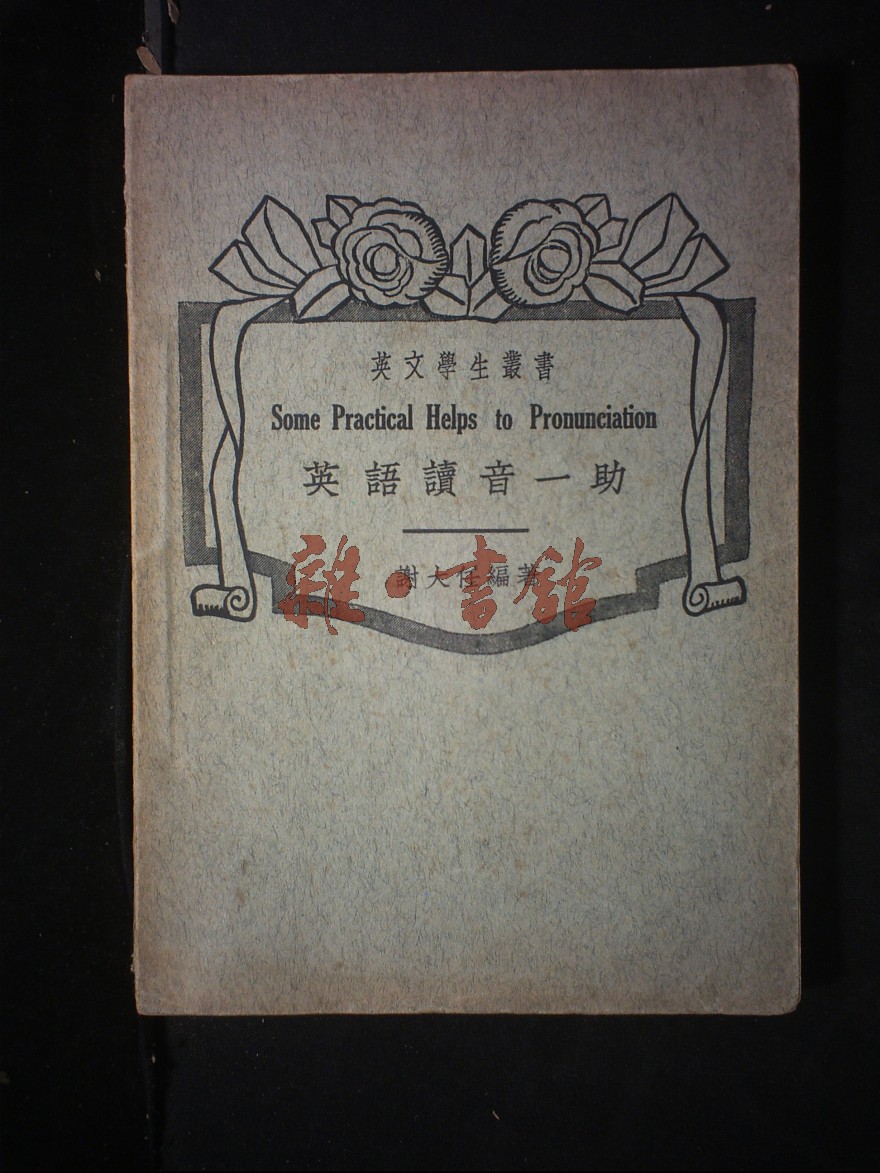 英文學生叢書
Some Practical Helps to Pronunciation
英語讀音一助
謝大任編著
雜·書館